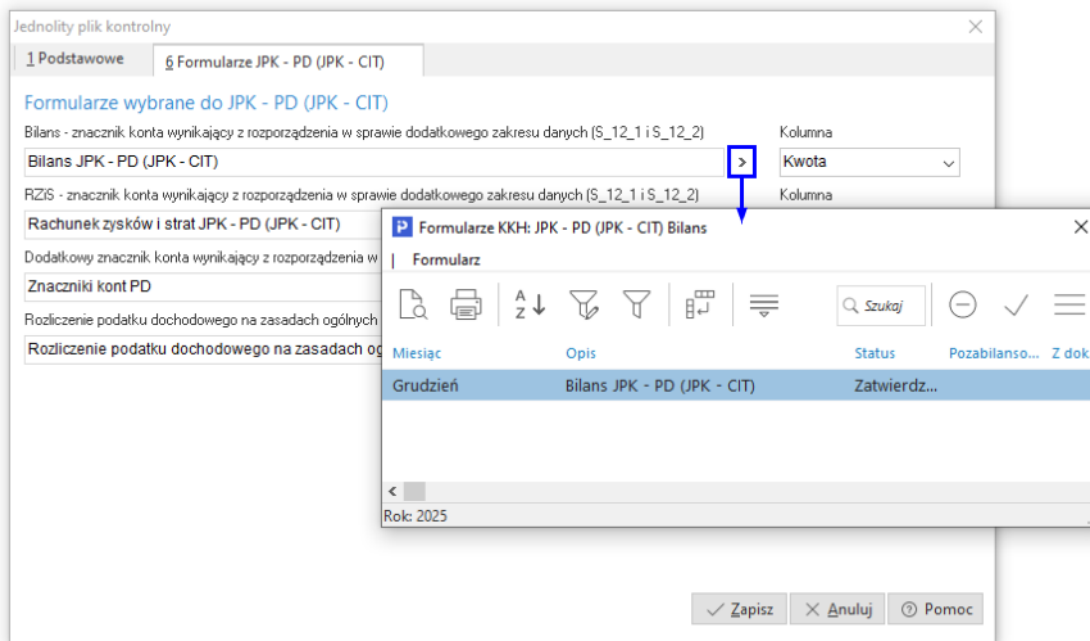 Jednolity plik kontrolny
1 Podstawowe
6 Formularze JPK - PD (JPK - CIT)
Formularze wybrane do JPK - PD (JPK - CIT)
Bilans - znacznik konta wynikający z rozporządzenia w sprawie dodatkowego zakresu danych (S_12_1 i S_12_2)
Kolumna
Bilans JPK - PD (JPK - CIT)
Kwota
RZiS - znacznik konta wynikający z rozporządzenia w sprawie dodatkowego zakresu danych (S_12_1 i S_12_2)
Kolumna
Rachunek zysków i strat JPK - PD (JPK - CIT)
Dodatkowy znacznik konta wynikający z rozporządzenia w
Znaczniki kont PD
Rozliczenie podatku dochodowego na zasadach ogólnych
Rozliczenie podatku dochodowego na zasadach og
Formularze KKH: JPK - PD (JPK - CIT) Bilans
Formularz
Szukaj
Miesiąc Opis Status Pozabilanso... Z dok
Grudzień Bilans JPK - PD (JPK - CIT) Zatwierdz...
Rok: 2025
Zapisz Anuluj Pomoc